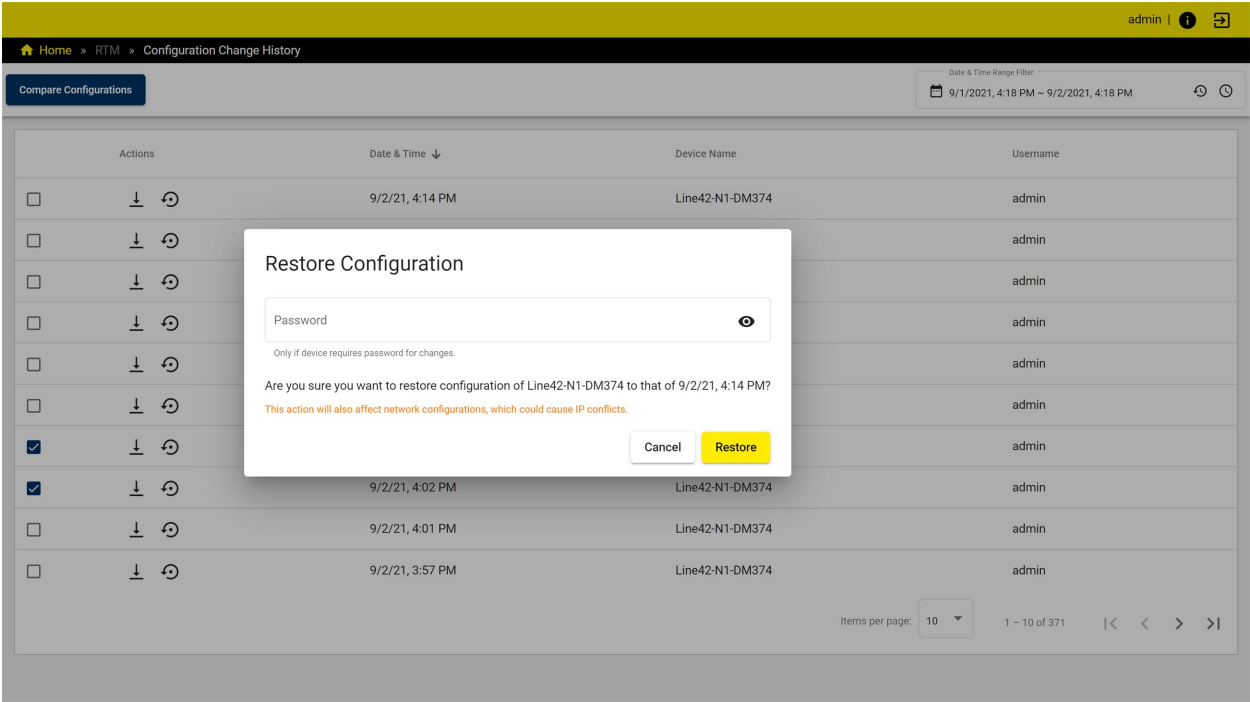 admin |
Home » RTM » Configuration Change History
Compare Configurations
Date & Time Range Filter
9/1/2021, 4:18 PM ~ 9/2/2021, 4:18 PM
Actions Date & Time Device Name Username
9/2/21, 4:14 PM Line42-N1-DM374 admin
admin
admin
admin
admin
admin
admin
Restore Configuration
Password
Only if device requires password for changes.
Are you sure you want to restore configuration of Line42-N1-DM374 to that of 9/2/21, 4:14 PM?
This action will also affect network configurations, which could cause IP conflicts.
Cancel Restore
9/2/21, 4:02 PM Line42-N1-DM374 admin
9/2/21, 4:01 PM Line42-N1-DM374 admin
9/2/21, 3:57 PM Line42-N1-DM374 admin
Items per page: 10 1 – 10 of 371